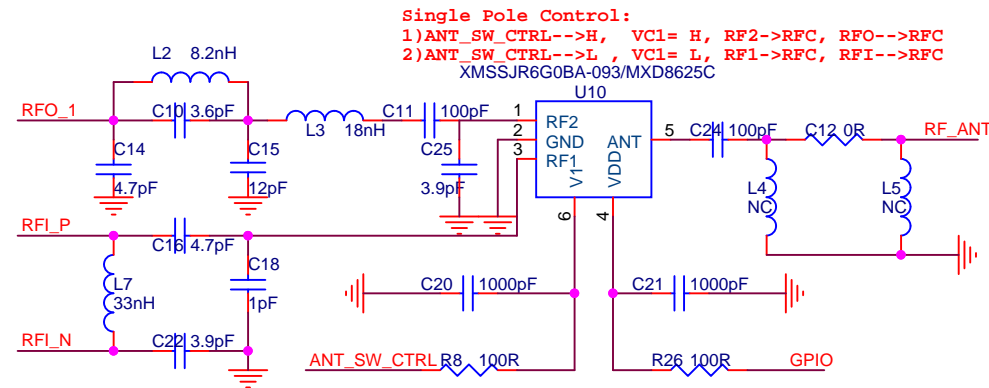 Single Pole Control:
1)ANT_SW_CTRL-->H, VC1= H, RF2->RFC, RFO-->RFC
2)ANT_SW_CTRL-->L , VC1= L, RF1->RFC, RFI-->RFC
XMSSJR6G0BA-093/MXD8625C
U10
L2 8.2nH
RFO_1
C10 3.6pF
C14
4.7pF
C15
12pF
L3 18nH
C11 100pF
C25
3.9pF
1 RF2
2 GND
3 RF1
ANT 5
V1 6
VDD 4
C24 100pF
C12 0R
RF_ANT
L4
NC
L5
NC
RFI_P
C16 4.7pF
L7
33nH
C18
1pF
RFI_N
C22 3.9pF
C20 1000pF
C21 1000pF
ANT_SW_CTRL R8 100R
R26 100R GPIO